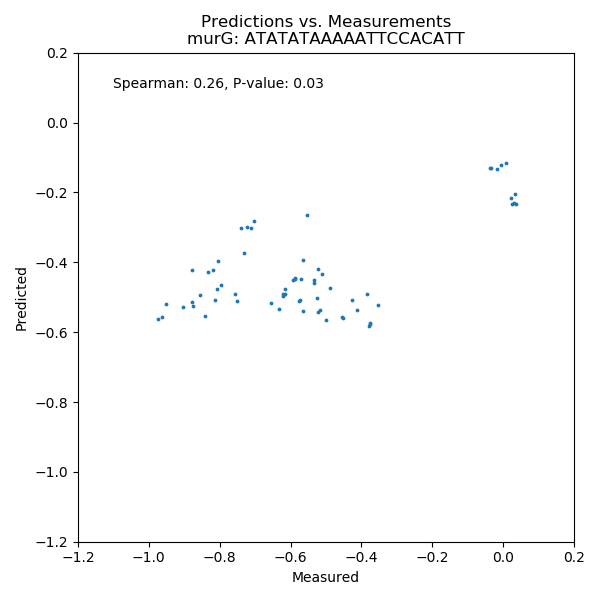 Predictions vs. Measurements
murG: ATATATAAAAATTCCACATT
Spearman: 0.26, P-value: 0.03
0.2
0.0
−0.2
−0.4
−0.6
−0.8
−1.0
−1.2
Predicted
−1.2 −1.0 −0.8 −0.6 −0.4 −0.2 0.0 0.2
Measured